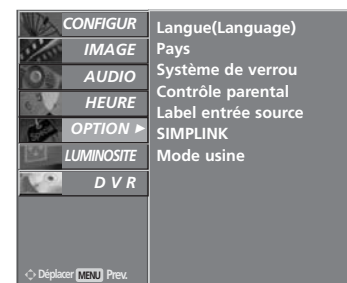 CONFIGUR
IMAGE
AUDIO
HEURE
OPTION ►
LUMINOSITE
D V R
Langue(Language)
Pays
Système de verrou
Contrôle parental
Label entrée source
SIMPLINK
Mode usine
Déplacer MENU Prev.